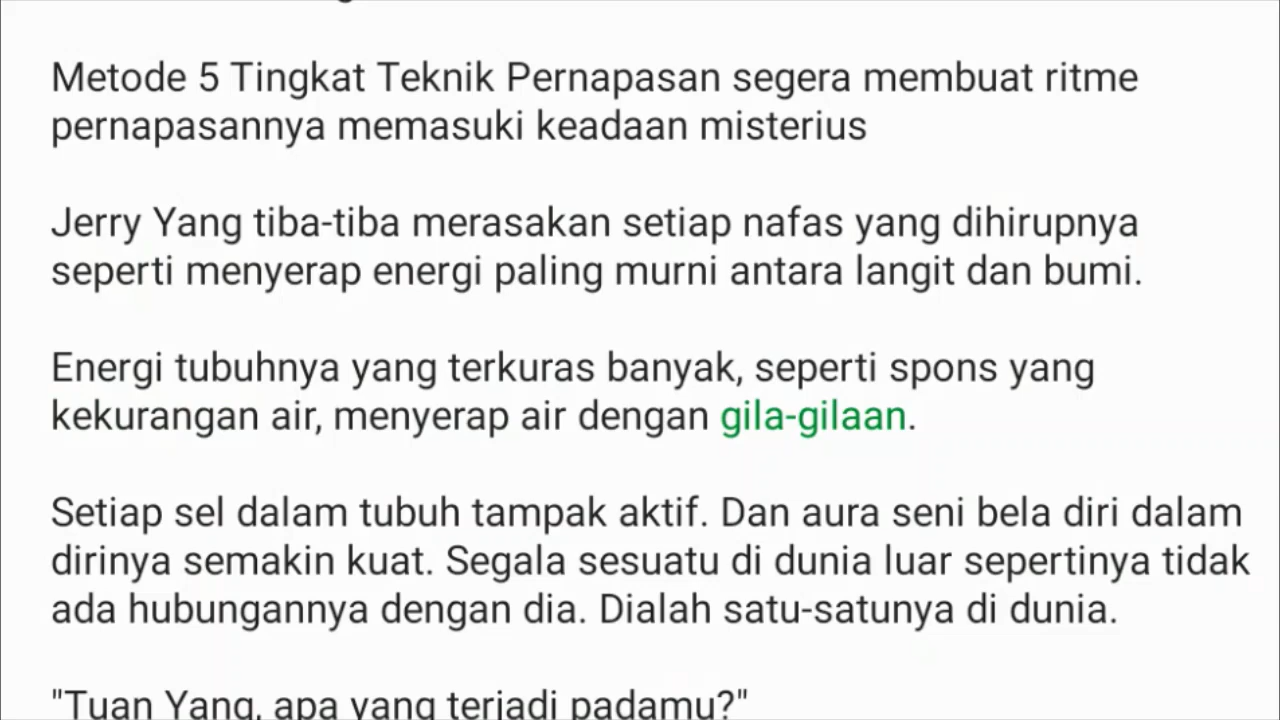 Metode 5 Tingkat Teknik Pernapasan segera membuat ritme
pernapasannya memasuki keadaan misterius
Jerry Yang tiba-tiba merasakan setiap nafas yang dihirupnya
seperti menyerap energi paling murni antara langit dan bumi.
Energi tubuhnya yang terkuras banyak, seperti spons yang
kekurangan air, menyerap air dengan gila-gilaan.
Setiap sel dalam tubuh tampak aktif. Dan aura seni bela diri dalam
dirinya semakin kuat. Segala sesuatu di dunia luar sepertinya tidak
ada hubungannya dengan dia. Dialah satu-satunya di dunia.
"Tuan Yang, apa yang terjadi padamu?"